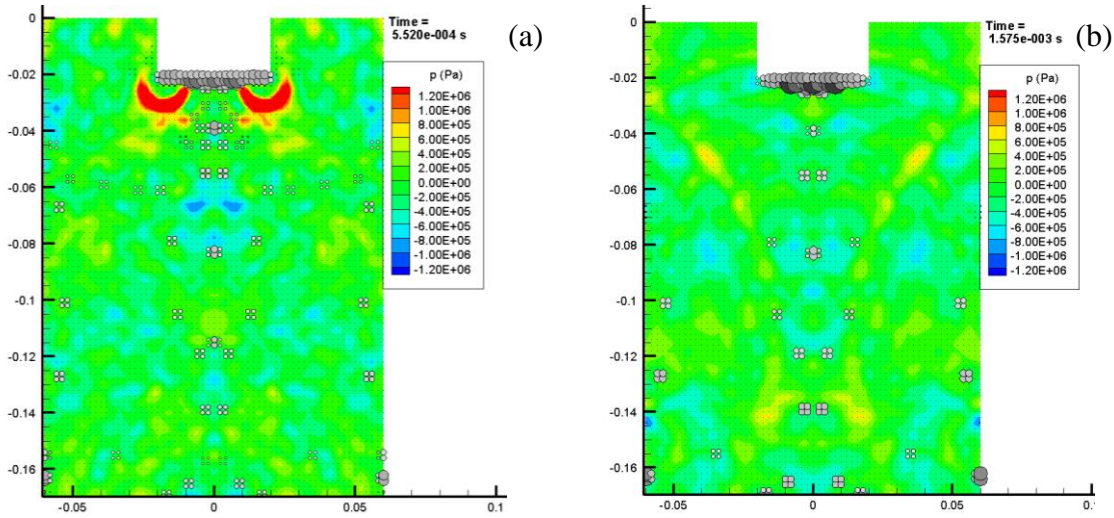 Time =
5.520e-004 s
(a)
p (Pa)
1.20E+06
1.00E+06
8.00E+05
6.00E+05
4.00E+05
2.00E+05
0.00E+00
-2.00E+05
-4.00E+05
-6.00E+05
-8.00E+05
-1.00E+06
-1.20E+06
0
-0.02
-0.04
-0.06
-0.08
-0.1
-0.12
-0.14
-0.16
-0.05
0
0.05
0.1
Time =
1.575e-003 s
(b)
p (Pa)
1.20E+06
1.00E+06
8.00E+05
6.00E+05
4.00E+05
2.00E+05
0.00E+00
-2.00E+05
-4.00E+05
-6.00E+05
-8.00E+05
-1.00E+06
-1.20E+06
0
-0.02
-0.04
-0.06
-0.08
-0.1
-0.12
-0.14
-0.16
-0.05
0
0.05